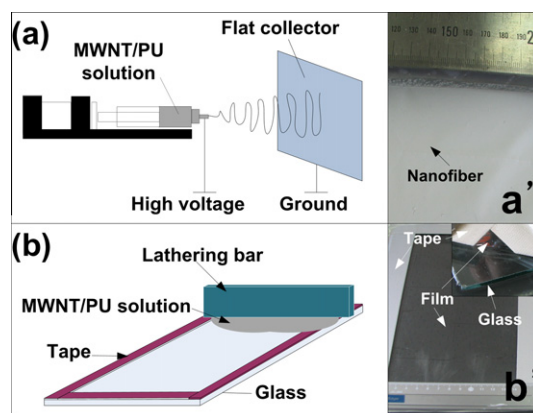 (a)
MWNT/PU
solution
Flat collector
High voltage
Ground
150
Nanofiber
a'
(b)
Lathering bar
MWNT/PU solution
Tape
Glass
Tape
Film
Glass
b'